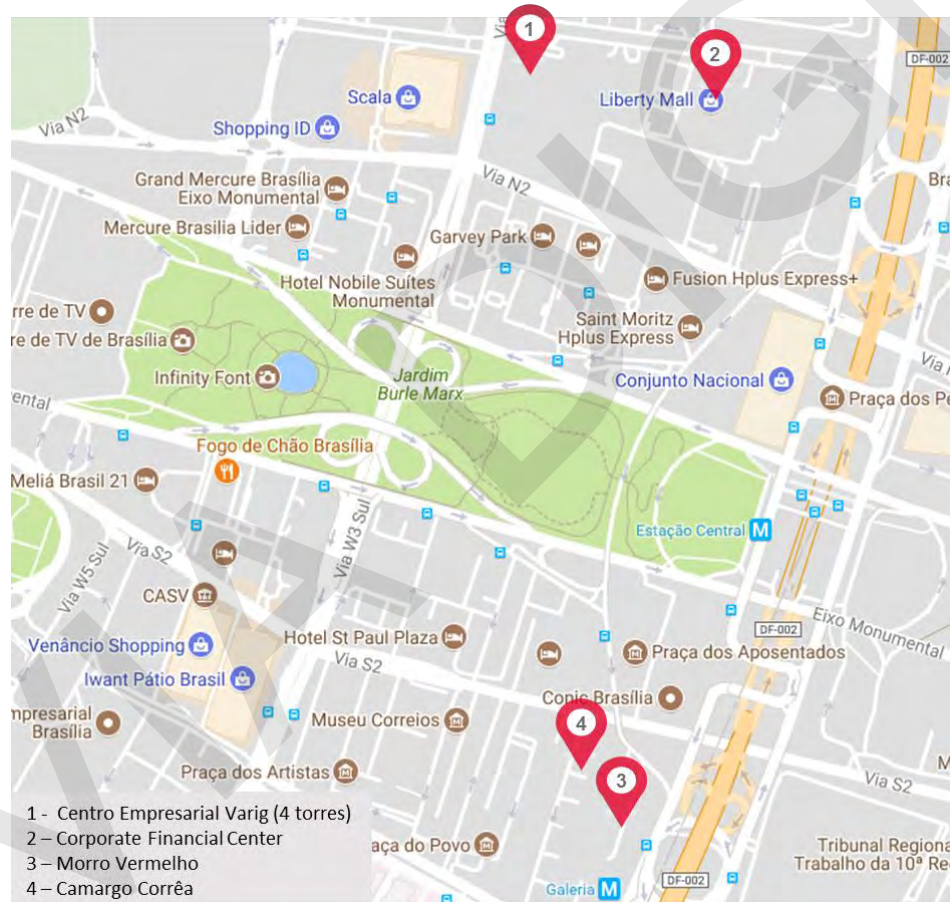 1
2
DF-002
Scala
Liberty Mall
Via N2
Shopping ID
Via N2
Grand Mercure Brasília
Eixo Monumental
Mercure Brasilia Lider
Garvey Park
Hotel Nobile Suítes
Monumental
Fusion Hplus Express+
rre de TV
Saint Moritz
Hplus Express
re de TV de Brasília
Infinity Font
Jardim
Burle Marx
Conjunto Nacional
Praça dos Pe
ental
Fogo de Chão Brasília
Meliá Brasil 21
Estação Central
M
Via W3 Sul
Via S2
Via W5 Sul
CASV
Eixo Monumental
DF-002
Venâncio Shopping
Hotel St Paul Plaza
Praça dos Aposentados
Via S2
Iwant Pátio Brasil
Conic Brasília
mpresarial
Brasília
Museu Correios
4
3
Praça dos Artistas
Via S2
1 - Centro Empresarial Varig (4 torres)
2 – Corporate Financial Center
3 – Morro Vermelho
4 – Camargo Corrêa
aça do Povo
Tribunal Regiona
Trabalho da 10ª Re
Galeria
M
DF-002